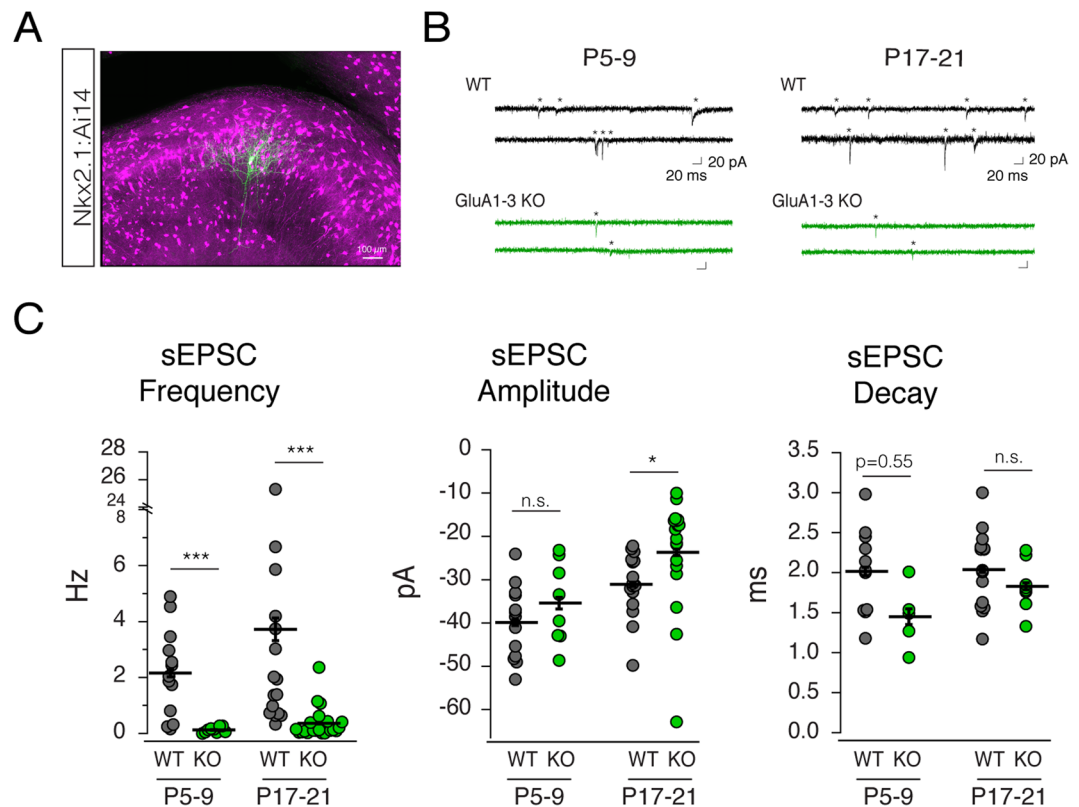 A
Nkx2.1:Ai14
100 µm
B
P5-9
P17-21
WT
WT
* * *
* * * *
* * *
* * *
20 pA
20 ms
20 pA
20 ms
GluA1-3 KO
GluA1-3 KO
*
*
*
*
C
sEPSC
Frequency
sEPSC
Amplitude
sEPSC
Decay
Hz
28
26
24
8
6
4
2
0
***
***
WT KO
WT KO
P5-9
P17-21
pA
0
-10
-20
-30
-40
-50
-60
n.s.
*
WT KO
WT KO
P5-9
P17-21
ms
3.5
3.0
2.5
2.0
1.5
1.0
0.5
0.0
p=0.55
n.s.
WT KO
WT KO
P5-9
P17-21